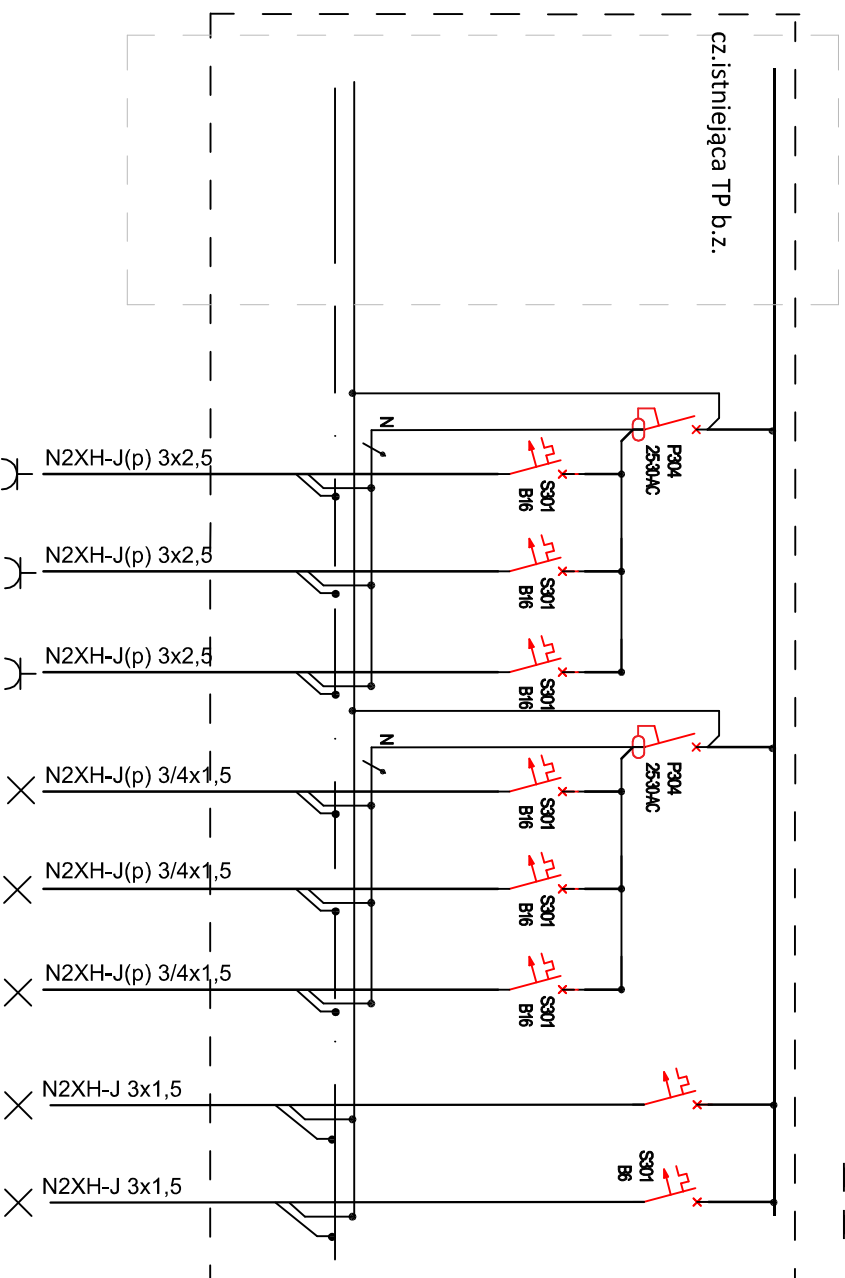 cz.istniejąca TP b.z.
P304
25-30-AC
N
N2XH-J(p) 3x2,5
S301
B16
N2XH-J(p) 3x2,5
S301
B16
N2XH-J(p) 3x2,5
S301
B16
P304
25-30-AC
N
N2XH-J(p) 3/4x1,5
S301
B16
N2XH-J(p) 3/4x1,5
S301
B16
N2XH-J(p) 3/4x1,5
S301
B16
N2XH-J 3x1,5
N2XH-J 3x1,5
S301
B6